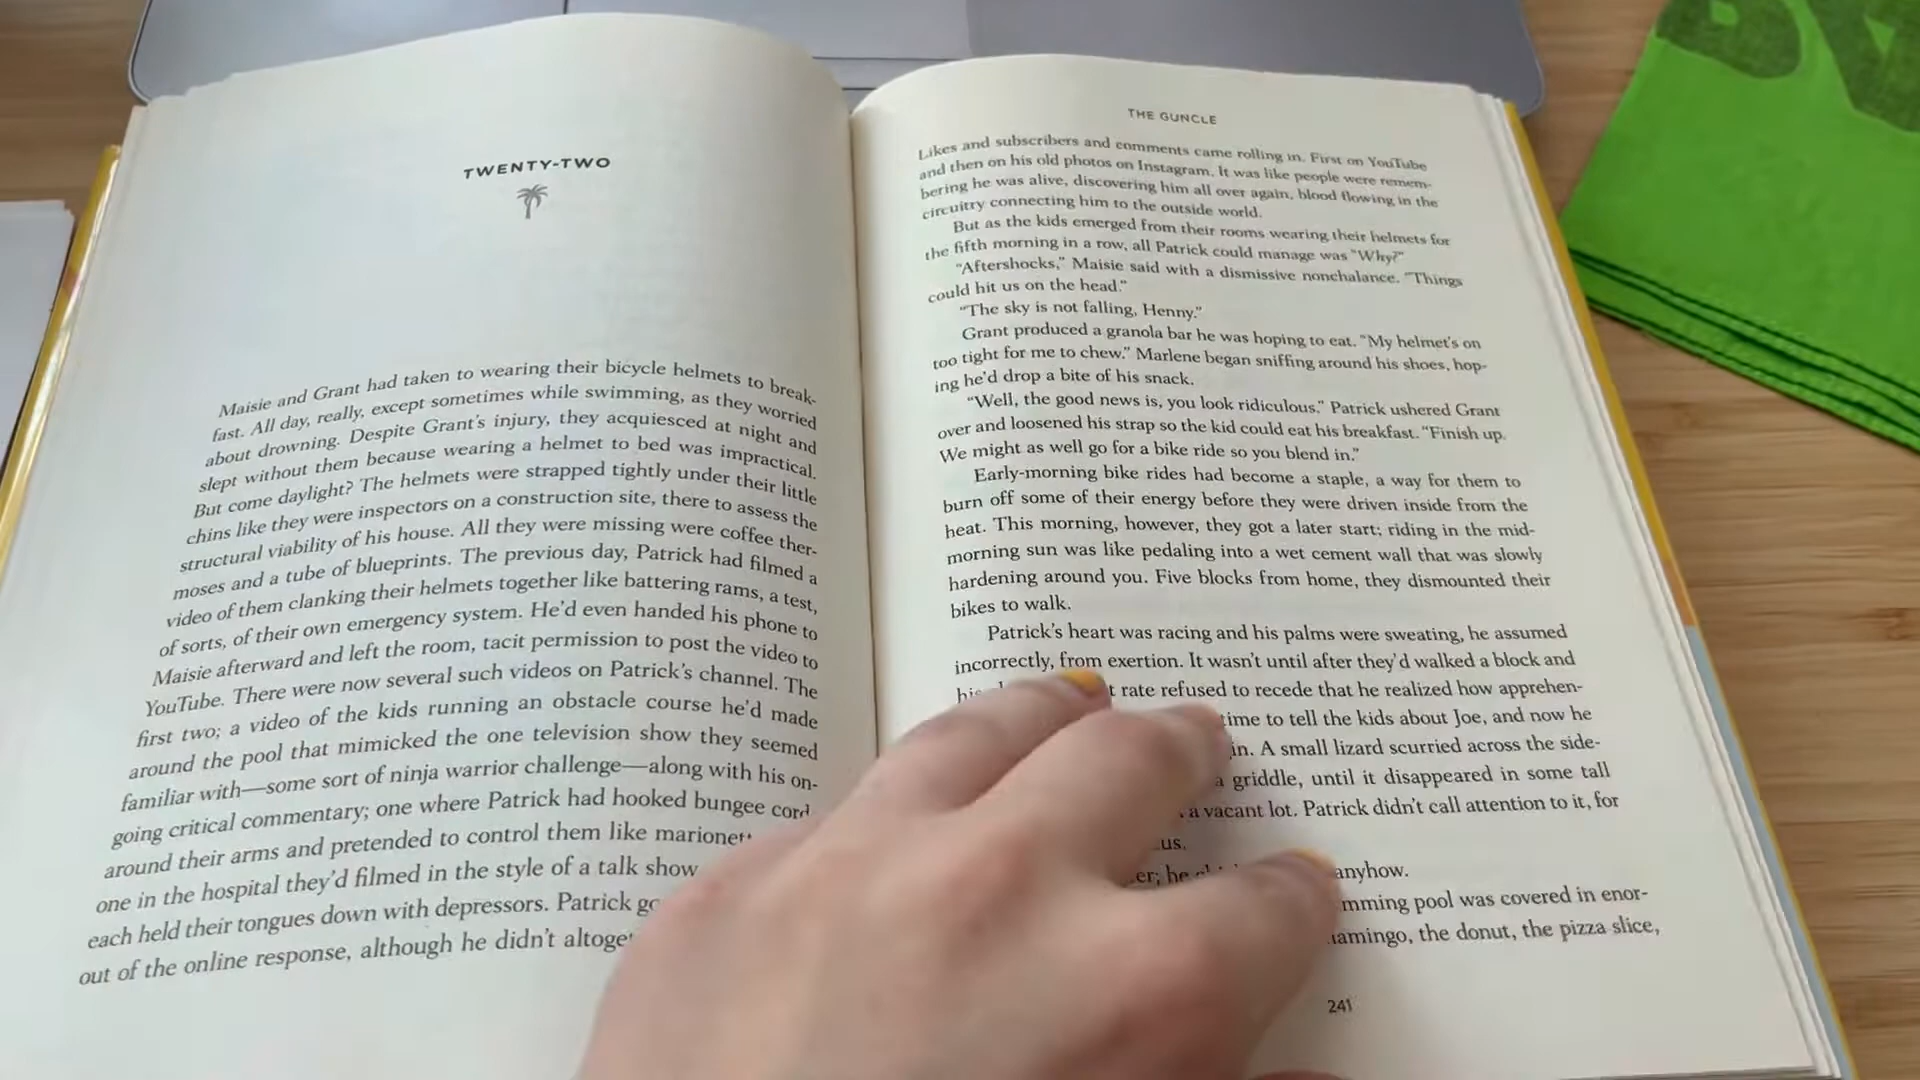 TWENTY-TWO
Maisie and Grant had taken to wearing their bicycle helmets to break-
fast. All day, really, except sometimes while swimming, as they worried
about drowning. Despite Grant's injury, they acquiesced at night and
slept without them because wearing a helmet to bed was impractical.
But come daylight? The helmets were strapped tightly under their little
chins like they were inspectors on a construction site, there to assess the
structural viability of his house. All they were missing were coffee ther-
moses and a tube of blueprints. The previous day, Patrick had filmed a
video of them clanking their helmets together like battering rams, a test,
of sorts, of their own emergency system. He'd even handed his phone to
Maisie afterward and left the room, tacit permission to post the video to
YouTube. There were now several such videos on Patrick's channel. The
first two; a video of the kids running an obstacle course he'd made
around the pool that mimicked the one television show they seemed
familiar with—some sort of ninja warrior challenge—along with his on-
going critical commentary; one where Patrick had hooked bungee
around their arms and pretended to control them like
one in the hospital they'd filmed in the style of a talk show
each held their tongues down with depressors. Patrick
out of the online response, although he didn't
THE GUNCLE
Likes and subscribers and comments came rolling in. First on YouTube
and then on his old photos on Instagram. It was like people were remem-
bering he was alive, discovering him all over again, blood flowing in the
circuitry connecting him to the outside world.
But as the kids emerged from their rooms wearing their helmets for
the fifth morning in a row, all Patrick could manage was "Why?"
"Aftershocks," Maisie said with a dismissive nonchalance. "Things
could hit us on the head."
"The sky is not falling, Henny."
Grant produced a granola bar he was hoping to eat. "My helmet's on
too tight for me to chew." Marlene began sniffing around his shoes, hop-
ing he'd drop a bite of his snack.
"Well, the good news is, you look ridiculous." Patrick ushered Grant
over and loosened his strap so the kid could eat his breakfast. "Finish up.
We might as well go for a bike ride so you blend in."
Early-morning bike rides had become a staple, a way for them to
burn off some of their energy before they were driven inside from the
heat. This morning, however, they got a later start; riding in the mid-
morning sun was like pedaling into a wet cement wall that was slowly
hardening around you. Five blocks from home, they dismounted their
bikes to walk.
Patrick's heart was racing and his palms were sweating, he assumed
incorrectly, from exertion. It wasn't until after they'd walked a block and
rate refused to recede that he realized how apprehen-
time to tell the kids about Joe, and now he
A small lizard scurried across the side-
a griddle, until it disappeared in some tall
a vacant lot. Patrick didn't call attention to it, for
he anyhow.
pool was covered in enor-
the donut, the pizza slice,
241